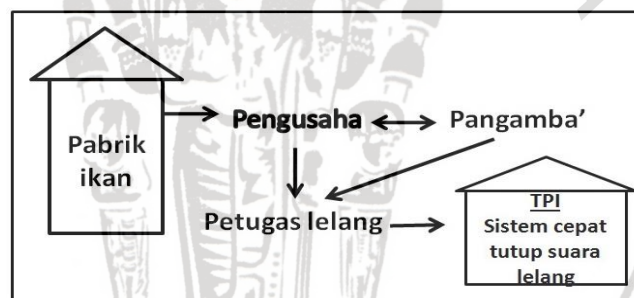 Pabrik
ikan
Pengusaha
Pangamba’
Petugas lelang
TPI
Sistem cepat
tutup suara
lelang